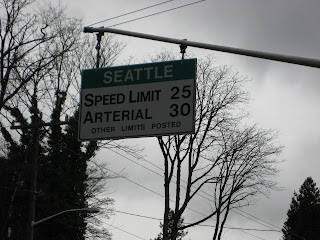 SEATTLE
SPEED LIMIT 25
ARTERIAL 30
OTHER LIMITS POSTED